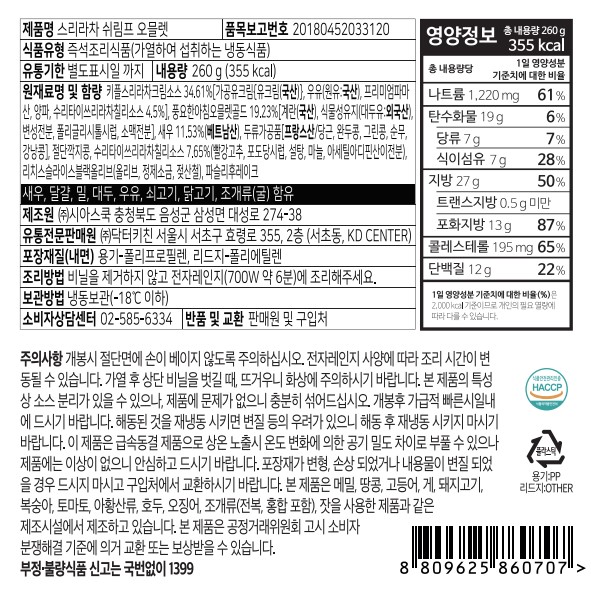 제품명 스리라차 쉬림프 오믈렛 품목보고번호 20180452033120
식품유형 즉석조리식품(가열하여 섭취하는 냉동식품)
유통기한 별도표시일 까지 내용량 260 g (355 kcal)
원재료명 및 함량 키플스리라차크림소스 34.61%[가공유크림{유크림(국산)}, 우유(원유:국산), 프리미엄파마
산, 양파, 수리타이쓰리라차칠리소스 4.5%], 풍요한아침오믈렛골드 19.23%[계란(국산), 식물성유지(대두유:외국산),
변성전분, 폴리글리시톨시럽, 소맥전분], 새우 11.53%(베트남산), 두류가공품[프랑스산/당근, 완두콩, 그린콩, 순무,
강낭콩], 절단깍지콩, 수리타이쓰리라차칠리소스 7.65%(빨강고추, 포도당시럽, 설탕, 마늘, 아세틸아디핀산이전분),
리치스슬라이스블랙올리브(올리브, 정제소금, 젖산철), 파슬리후레이크
새우, 달걀, 밀, 대두, 우유, 쇠고기, 닭고기, 조개류(굴) 함유
제조원 ㈜시아스쿡 충청북도 음성군 삼성면 대성로 274-38
유통전문판매원 ㈜닥터키친 서울시 서초구 효령로 355, 2층 (서초동, KD CENTER)
포장재질(내면) 용기-폴리프로필렌, 리드지-폴리에틸렌
조리방법 비닐을 제거하지 않고 전자레인지(700W 약 6분)에 조리해주세요.
보관방법 냉동보관(-18℃ 이하)
소비자상담센터 02-585-6334 반품 및 교환 판매원 및 구입처
영양정보 총 내용량 260 g
355 kcal
총 내용량당 1일 영양성분
기준치에 대한 비율
나트륨 1,220 mg 61 %
탄수화물 19 g 6 %
당류 7 g 7 %
식이섬유 7 g 28 %
지방 27 g 50 %
트랜스지방 0.5 g 미만
포화지방 13 g 87 %
콜레스테롤 195 mg 65 %
단백질 12 g 22 %
1일 영양성분 기준치에 대한 비율(%)은
2,000 kcal 기준이므로 개인의 필요 열량에
따라 다를 수 있습니다.
주의사항 개봉시 절단면에 손이 베이지 않도록 주의하십시오. 전자레인지 사양에 따라 조리 시간이 변
동될 수 있습니다. 가열 후 상단 비닐을 벗길 때, 뜨거우니 화상에 주의하시기 바랍니다. 본 제품의 특성
상 소스 분리가 있을 수 있으나, 제품에 문제가 없으니 충분히 섞어드십시오. 개봉후 가급적 빠른시일내
에 드시기 바랍니다. 해동된 것을 재냉동 시키면 변질 등의 우려가 있으니 해동 후 재냉동 시키지 마시기
바랍니다. 이 제품은 급속동결 제품으로 상온 노출시 온도 변화에 의한 공기 밀도 차이로 부풀 수 있으나
제품에는 이상이 없으니 안심하고 드시기 바랍니다. 포장재가 변형, 손상 되었거나 내용물이 변질 되었
을 경우 드시지 마시고 구입처에서 교환하시기 바랍니다. 본 제품은 메밀, 땅콩, 고등어, 게, 돼지고기,
복숭아, 토마토, 아황산류, 호두, 오징어, 조개류(전복, 홍합 포함), 잣을 사용한 제품과 같은
제조시설에서 제조하고 있습니다. 본 제품은 공정거래위원회 고시 소비자
분쟁해결 기준에 의거 교환 또는 보상받을 수 있습니다.
부정·불량식품 신고는 국번없이 1399
HACCP
플라스틱
용기:PP
리드지:OTHER
8 809625 860707 >